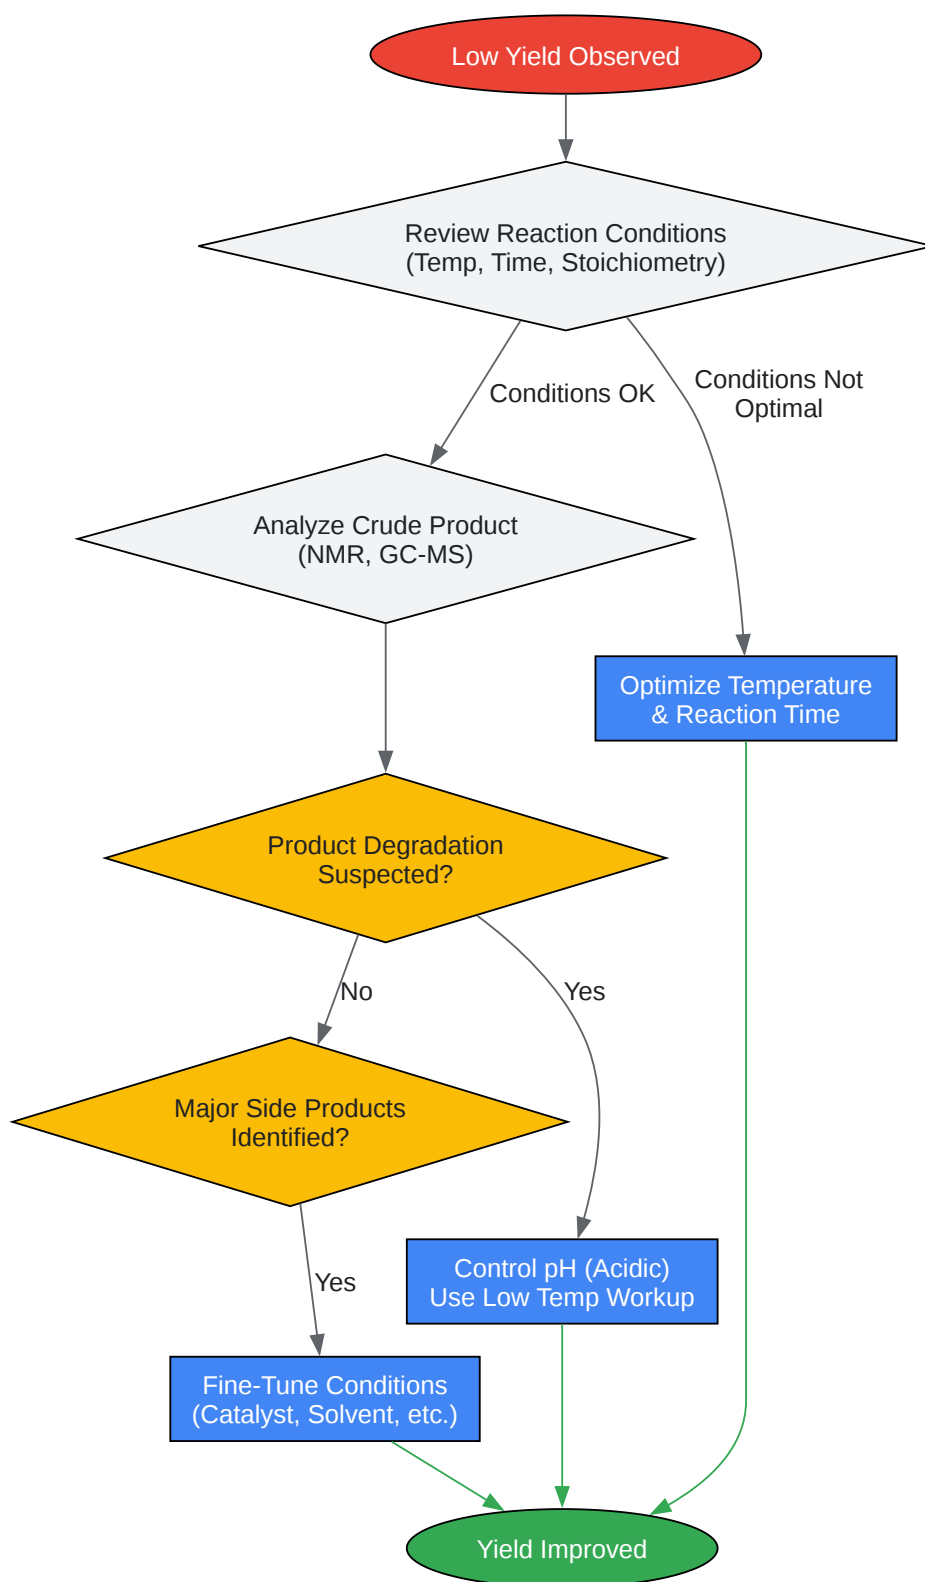 Low Yield Observed
Review Reaction Conditions
(Temp, Time, Stoichiometry)
Conditions OK
Conditions Not
Optimal
Analyze Crude Product
(NMR, GC-MS)
Optimize Temperature
& Reaction Time
Product Degradation
Suspected?
No
Yes
Major Side Products
Identified?
Yes
Control pH (Acidic)
Use Low Temp Workup
Fine-Tune Conditions
(Catalyst, Solvent, etc.)
Yield Improved